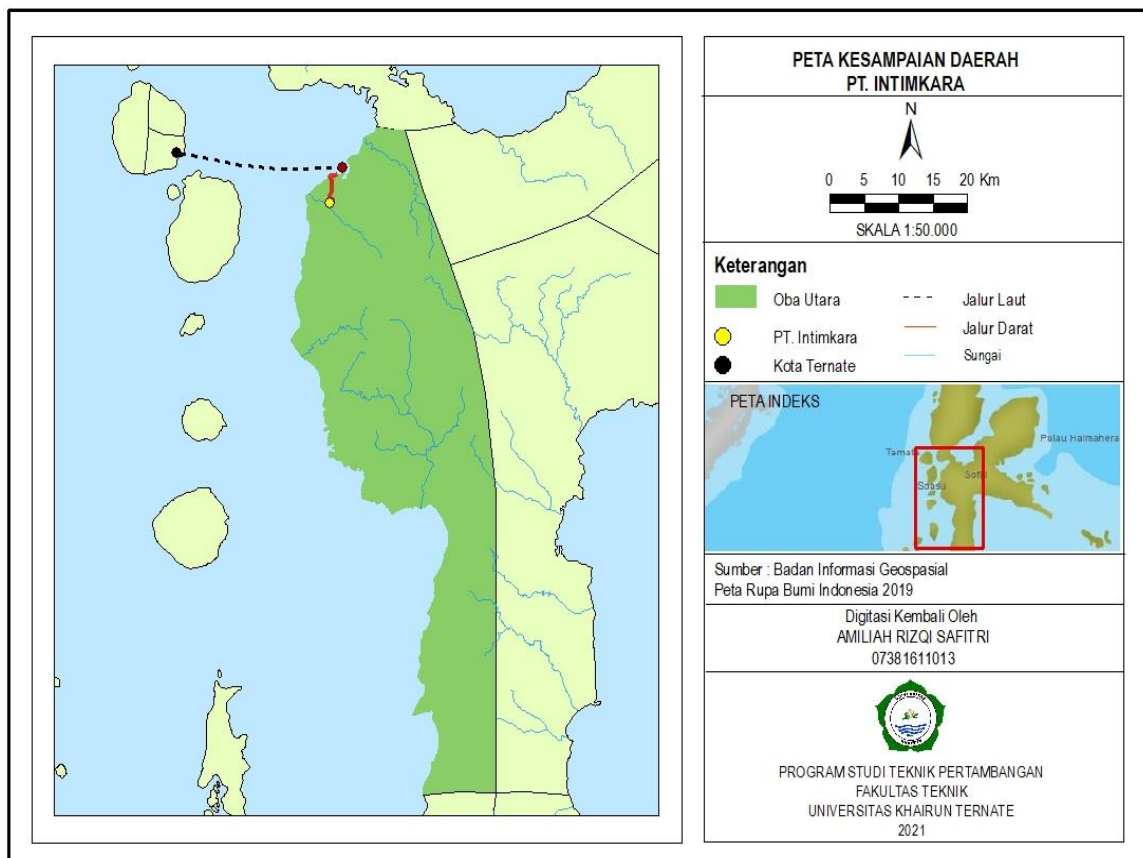 PETA KESAMPAIAN DAERAH
PT. INTIMKARA
N
0 5 10 15 20 Km
SKALA 1:50.000
Keterangan
Oba Utara
PT. Intimkara
Kota Ternate
Jalur Laut
Jalur Darat
Sungai
PETA INDEKS
Pulau Halmahera
Ternate
Sofifi
Soasiu
Sumber : Badan Informasi Geospasial
Peta Rupa Bumi Indonesia 2019
Digitasi Kembali Oleh
AMILIAH RIZQI SAFITRI
07381611013
PROGRAM STUDI TEKNIK PERTAMBANGAN
FAKULTAS TEKNIK
UNIVERSITAS KHAIRUN TERNATE
2021